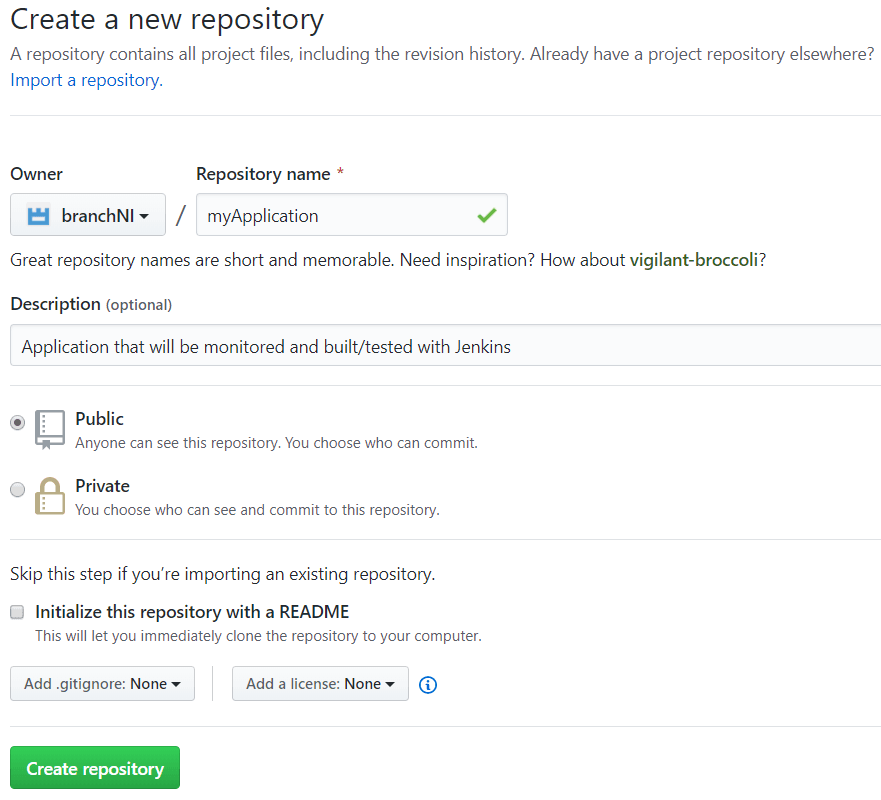 Create a new repository
A repository contains all project files, including the revision history. Already have a project repository elsewhere?
Import a repository.
Owner
Repository name *
branchNI
/
myApplication
Great repository names are short and memorable. Need inspiration? How about vigilant-broccoli?
Description (optional)
Application that will be monitored and built/tested with Jenkins
Public
Anyone can see this repository. You choose who can commit.
Private
You choose who can see and commit to this repository.
Skip this step if you’re importing an existing repository.
Initialize this repository with a README
This will let you immediately clone the repository to your computer.
Add .gitignore: None
Add a license: None
Create repository